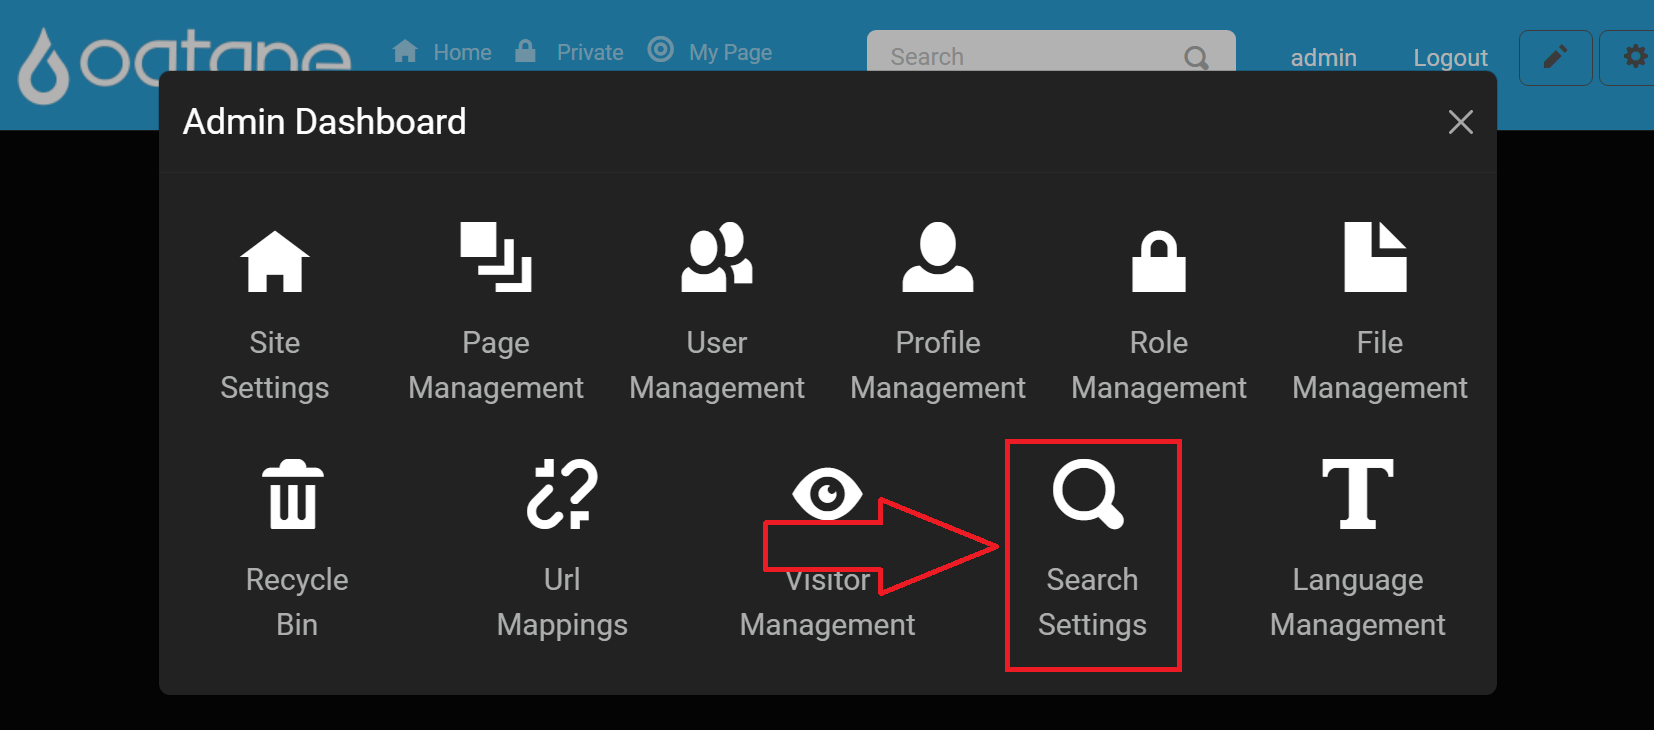 oqtane
Home Private My Page Search admin Logout
Admin Dashboard
Site Settings
Page Management
User Management
Profile Management
Role Management
File Management
Recycle Bin
Url Mappings
Visitor Management
Search Settings
Language Management